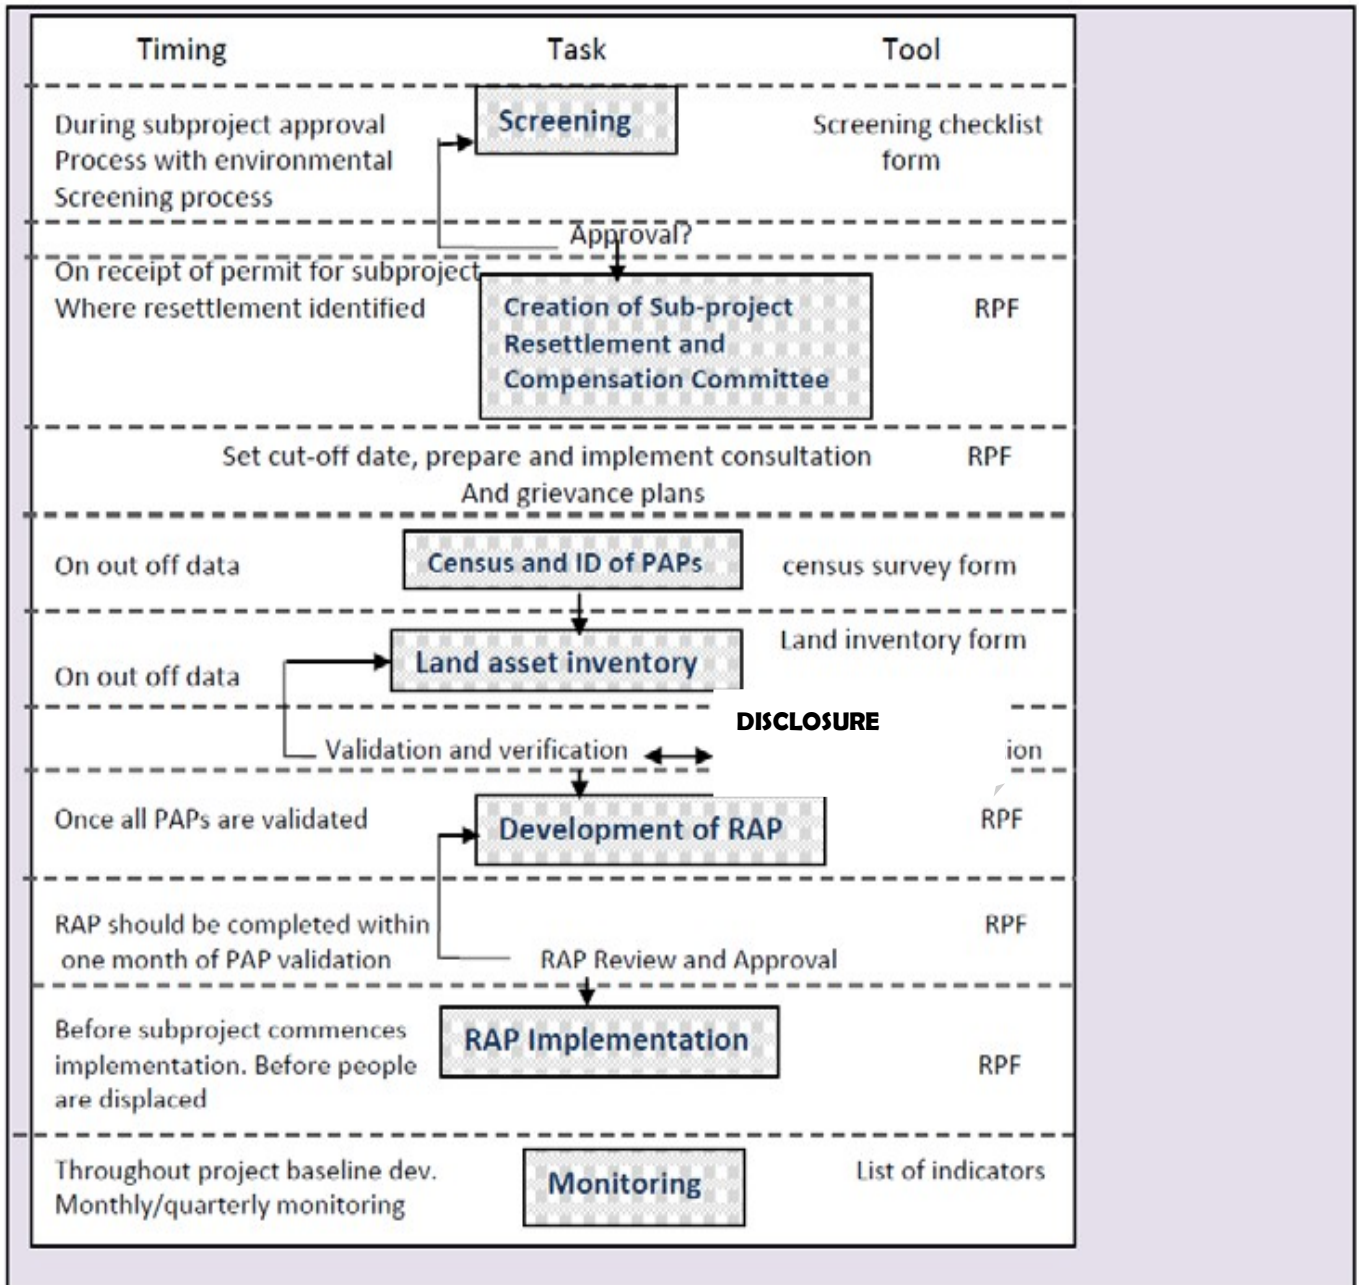 Timing Task Tool
During subproject approval
Process with environmental
Screening process
Screening
Screening checklist
form
Approval?
On receipt of permit for subproject
Where resettlement identified
Creation of Sub-project
Resettlement and
Compensation Committee
RPF
Set cut-off date, prepare and implement consultation
And grievance plans
RPF
On out off data
Census and ID of PAPs
census survey form
On out off data
Land asset inventory
Land inventory form
DISCLOSURE
Validation and verification
ion
Once all PAPs are validated
Development of RAP
RPF
RAP should be completed within
one month of PAP validation
RAP Review and Approval
RPF
Before subproject commences
implementation. Before people
are displaced
RAP Implementation
RPF
Throughout project baseline dev.
Monthly/quarterly monitoring
Monitoring
List of indicators